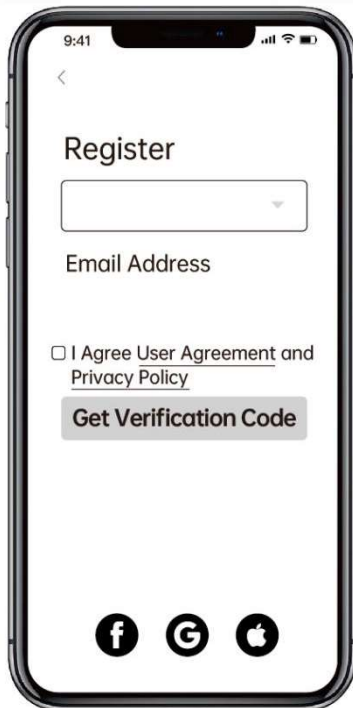 9:41
Register
Email Address
I Agree User Agreement and
Privacy Policy
Get Verification Code